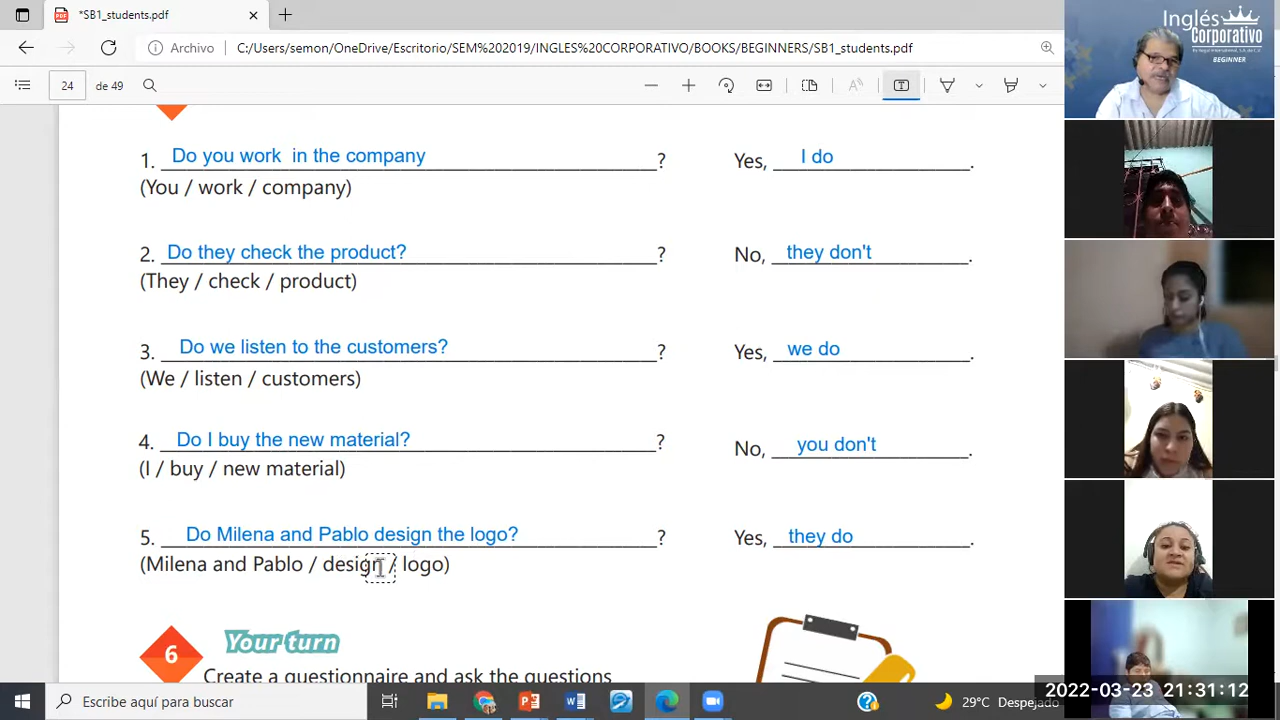 *SB1_students.pdf
Archivo
C:/Users/semon/OneDrive/Escritorio/SEM%202019/INGLES%20CORPORATIVO/BOOKS/BEGINNERS/SB1_students.pdf
24 de 49
1. Do you work  in the company ? Yes, I do .
(You / work / company)
2. Do they check the product? ? No, they don't .
(They / check / product)
3. Do we listen to the customers? ? Yes, we do .
(We / listen / customers)
4. Do I buy the new material? ? No, you don't .
(I / buy / new material)
5. Do Milena and Pablo design the logo? ? Yes, they do .
(Milena and Pablo / design / logo)
6 Your turn
Create a questionnaire and ask the questions
Inglés
Corporativo
BEGINNER
Escribe aquí para buscar
29°C Despejado
2022-03-23 21:31:12